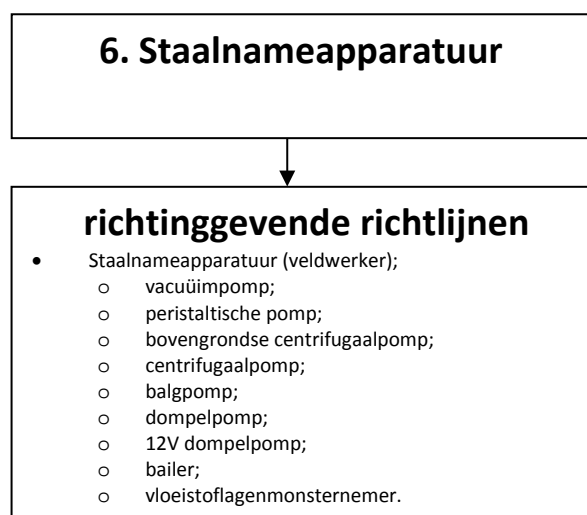 6. Staalnameapparatuur
richtinggevende richtlijnen
• Staalnameapparatuur (veldwerker);
o vacuümpomp;
o peristaltische pomp;
o bovengrondse centrifugaalpomp;
o centrifugaalpomp;
o balgpomp;
o dompelpomp;
o 12V dompelpomp;
o bailer;
o vloeistoflagenmonsternemer.